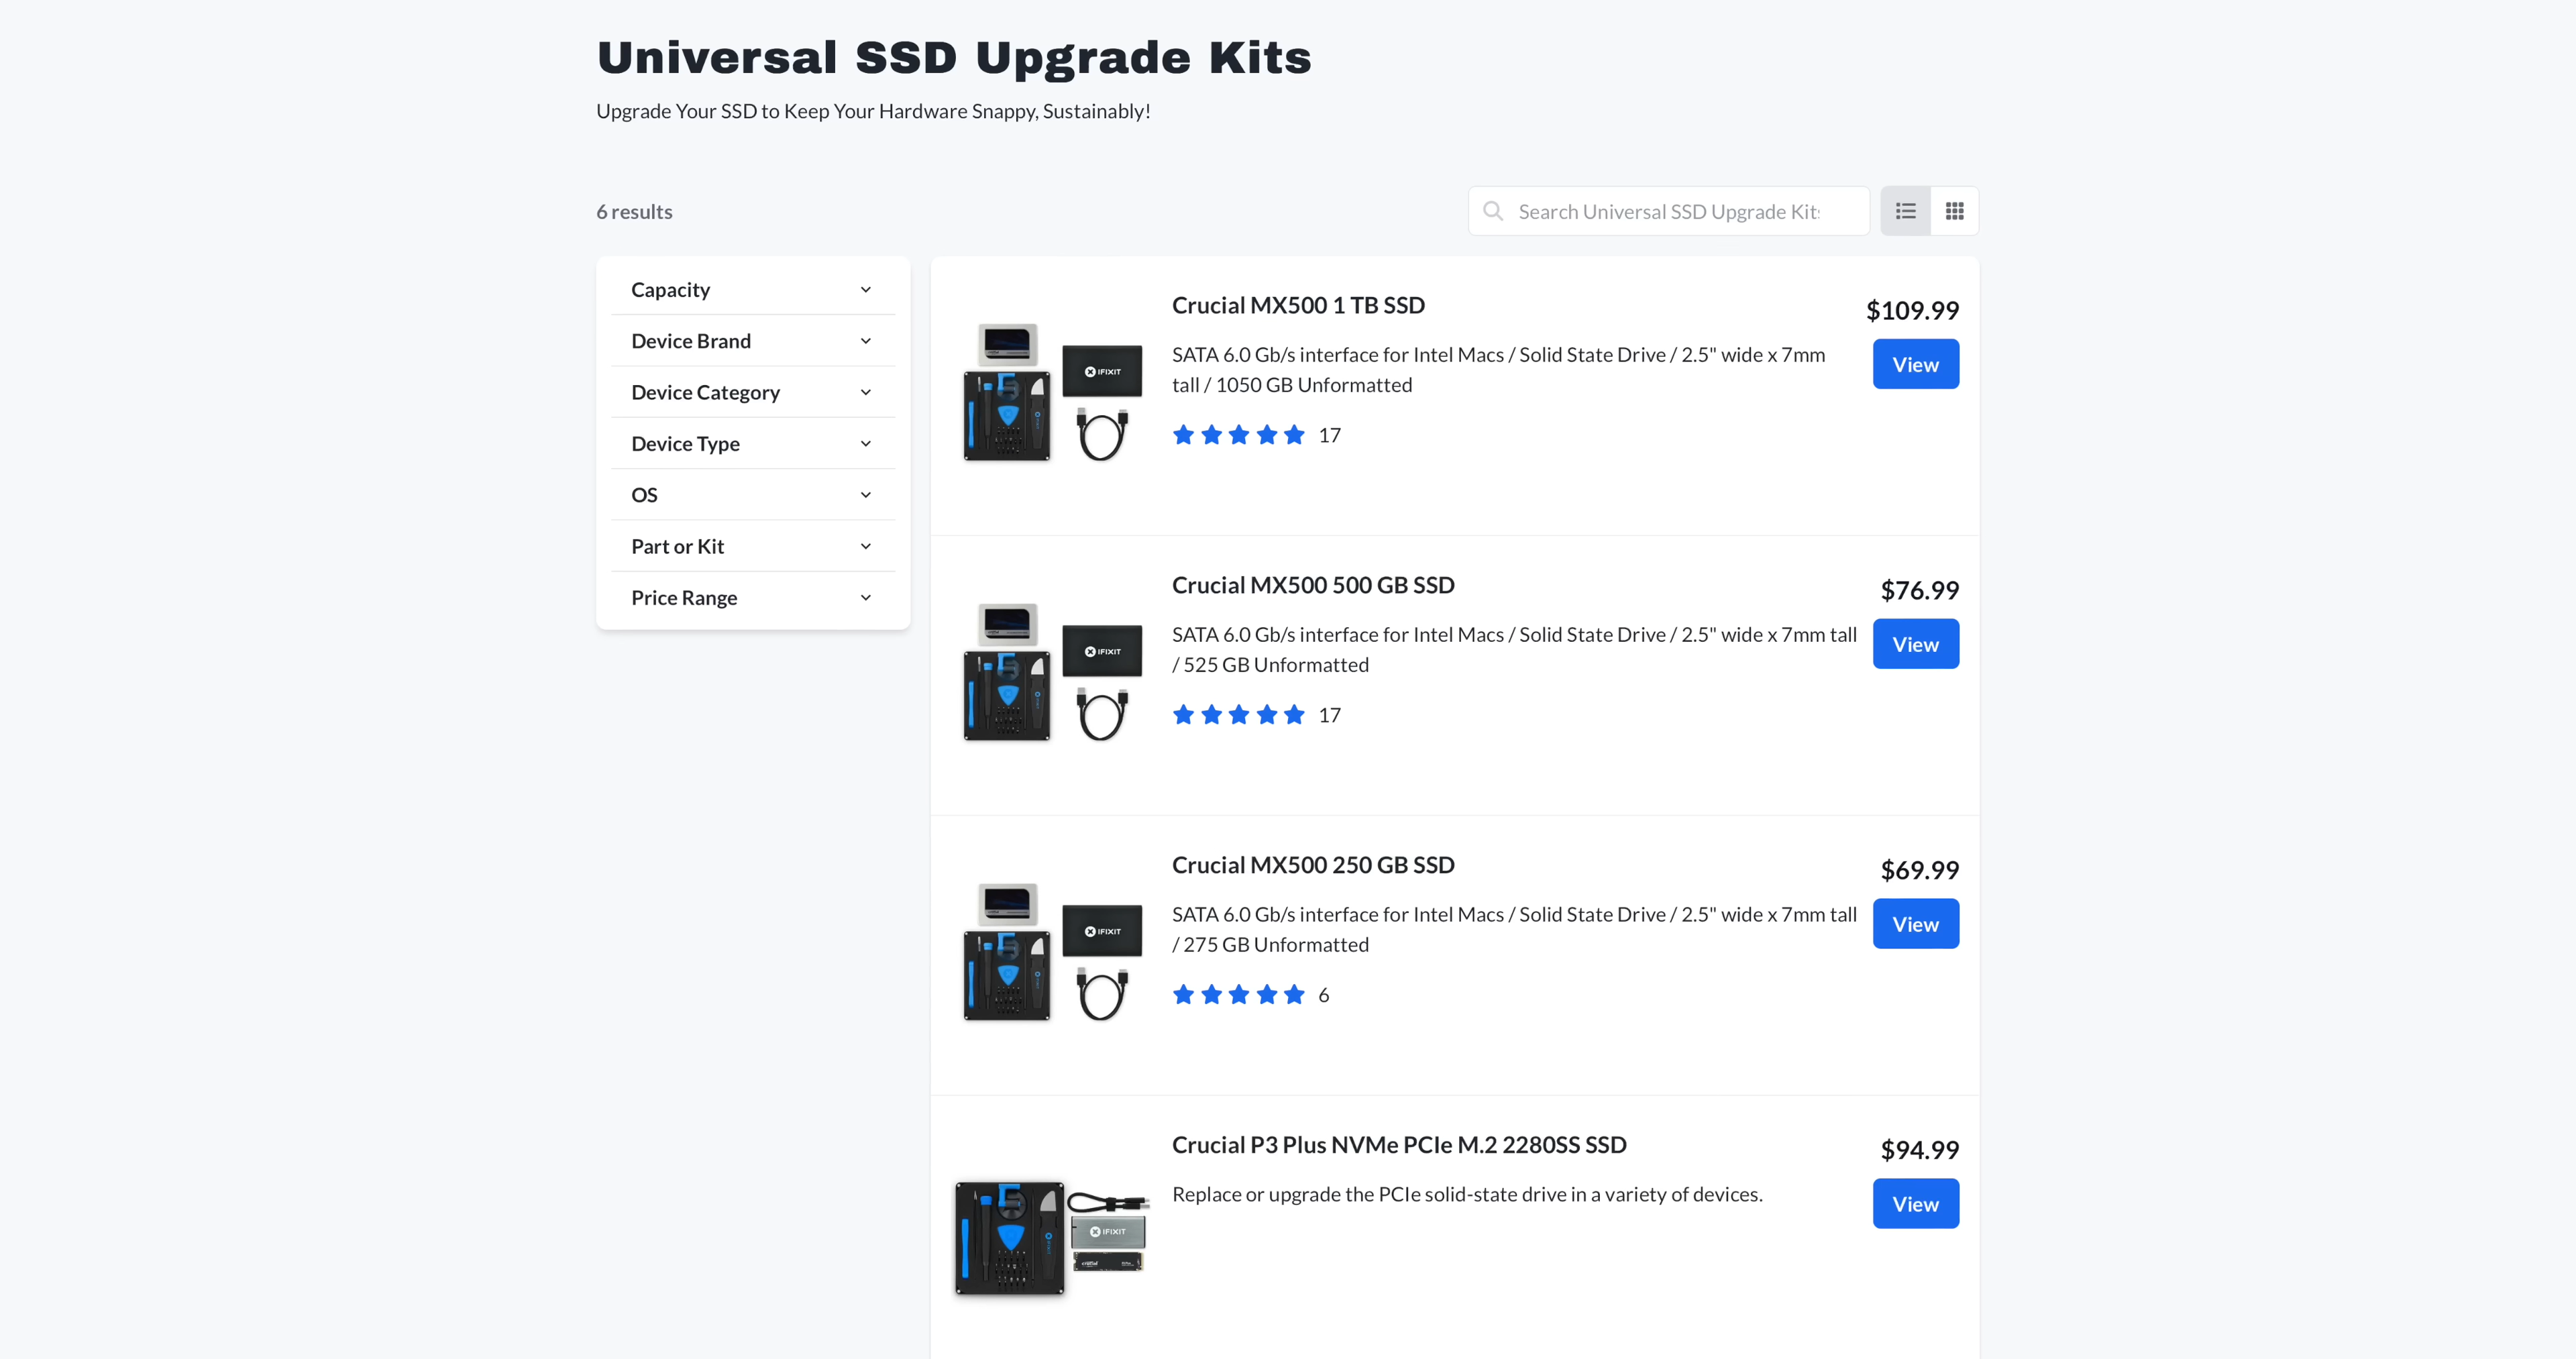 Universal SSD Upgrade Kits
Upgrade Your SSD to Keep Your Hardware Snappy, Sustainably!
6 results
Search Universal SSD Upgrade Kit
Capacity
Device Brand
Device Category
Device Type
OS
Part or Kit
Price Range
IFIXIT
Crucial MX500 1 TB SSD
SATA 6.0 Gb/s interface for Intel Macs / Solid State Drive / 2.5" wide x 7mm
tall / 1050 GB Unformatted
17
$109.99
View
IFIXIT
Crucial MX500 500 GB SSD
SATA 6.0 Gb/s interface for Intel Macs / Solid State Drive / 2.5" wide x 7mm tall
/ 525 GB Unformatted
17
$76.99
View
IFIXIT
Crucial MX500 250 GB SSD
SATA 6.0 Gb/s interface for Intel Macs / Solid State Drive / 2.5" wide x 7mm tall
/ 275 GB Unformatted
6
$69.99
View
IFIXIT
crucial
Crucial P3 Plus NVMe PCIe M.2 2280SS SSD
Replace or upgrade the PCIe solid-state drive in a variety of devices.
$94.99
View